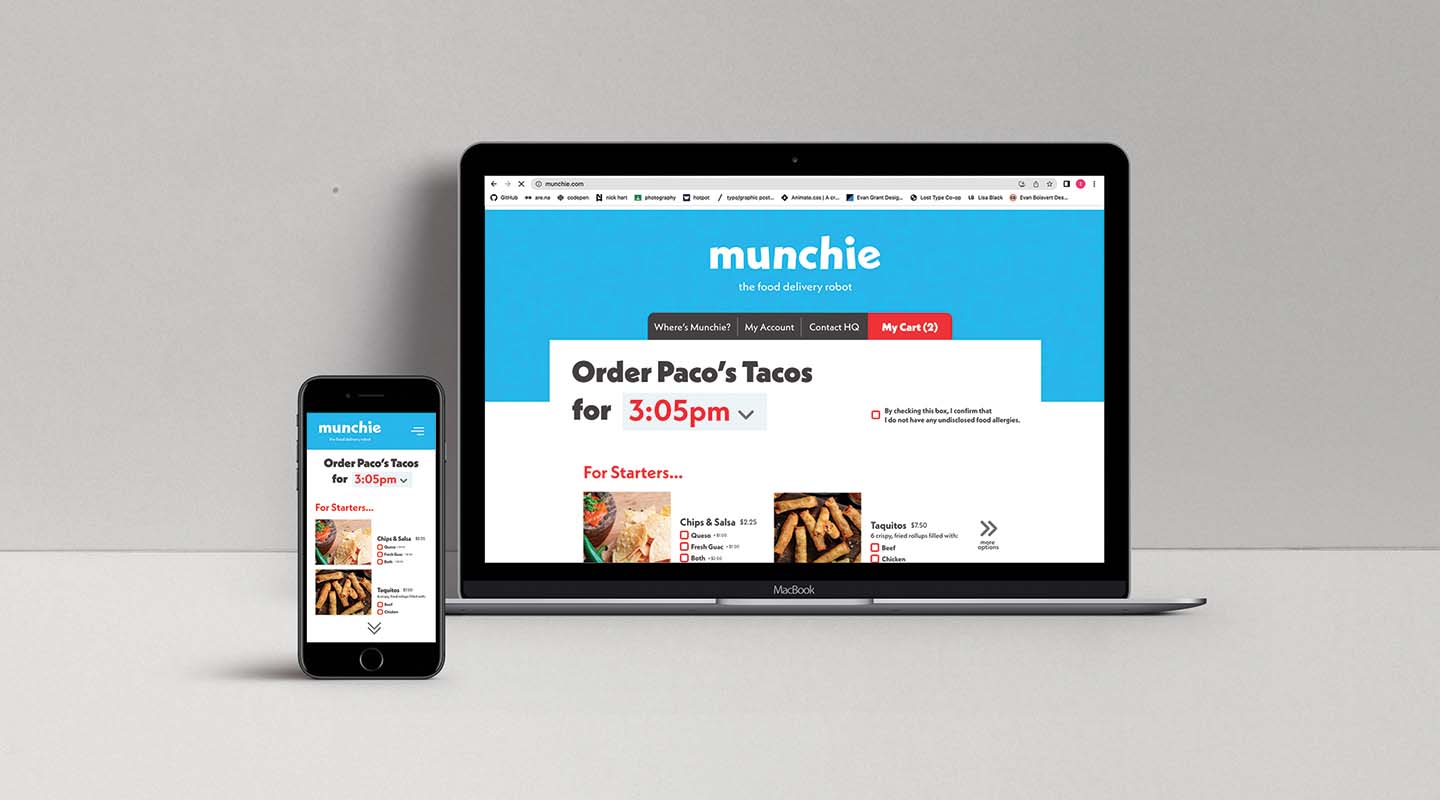 munchie.com
GitHub are.na codepen nick hart photography hotpot typo/graphic post... Animate.css | A cr... Evan Grant Desig... Lost Type Co-op Lisa Black Evan Bolavert Des...
munchie
the food delivery robot
Where's Munchie? My Account Contact HQ My Cart (2)
Order Paco's Tacos
for 3:05pm
By checking this box, I confirm that
I do not have any undisclosed food allergies.
For Starters...
Chips & Salsa $2.25
Queso +$1.00
Fresh Guac +$1.00
Both +$2.00
Taquitos $7.50
6 crispy, fried rollups filled with:
Beef
Chicken
more
options
MacBook
munchie
the food delivery robot
Order Paco's Tacos
for 3:05pm
For Starters...
Chips & Salsa $2.25
Queso
Fresh Guac
Both
Taquitos $7.50
6 crispy, fried rollups filled with:
Beef
Chicken